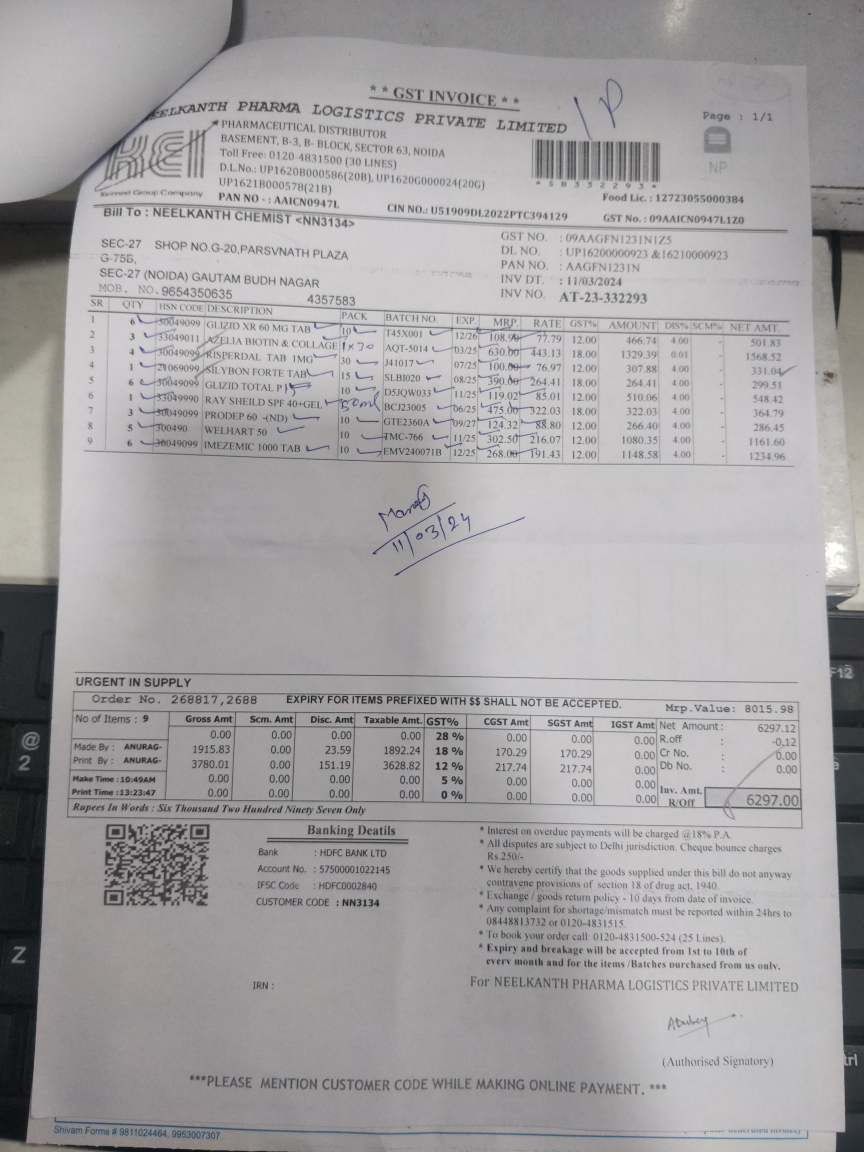 * * GST INVOICE * *
NEELKANTH PHARMA LOGISTICS PRIVATE LIMITED
1P
Page : 1/1
PHARMACEUTICAL DISTRIBUTOR
BASEMENT, B-3, B- BLOCK, SECTOR 63, NOIDA
Toll Free: 0120-4831500 (30 LINES)
D.L.No.: UP1620B000586(20B), UP1620G000024(20G)
UP1621B000578(21B)
PAN NO - : AAICN0947L
CIN NO.: U51909DL2022PTC394129
NP
* 5 8 3 3 2 2 9 3 *
Food Lic. : 12723055000384
GST No. : 09AAICN0947L1Z0
KEI
Group Company
Bill To : NEELKANTH CHEMIST <NN3134>
SEC-27 SHOP NO.G-20,PARSVNATH PLAZA
G-75B,
SEC-27 (NOIDA) GAUTAM BUDH NAGAR
MOB. NO.9654350635 4357583
GST NO. : 09AAGFN1231N1Z5
DL NO. : UP16200000923 &16210000923
PAN NO. : AAGFN1231N
INV DT. : 11/03/2024
INV NO. AT-23-332293
SR QTY HSN CODE DESCRIPTION PACK BATCH NO. EXP. MRP. RATE GST% AMOUNT DIS% SCM% NET AMT.
1 6 30049099 GLIZID XR 60 MG TAB 10 T45X001 12/26 108.90 77.79 12.00 466.74 4.00 - 501.83
2 3 33049011 AZELIA BIOTIN & COLLAGE 1x30 AQT-5014 03/25 630.00 443.13 18.00 1329.39 0.01 - 1568.52
3 4 30049099 RISPERDAL TAB 1MG 30 J41017 07/25 100.00 76.97 12.00 307.88 4.00 - 331.04
4 1 21069099 SILYBON FORTE TAB 15 SLBI020 08/25 390.00 264.41 18.00 264.41 4.00 - 299.51
5 6 30049099 GLIZID TOTAL P 15 10 D5JQW033 11/25 119.02 85.01 12.00 510.06 4.00 - 548.42
6 1 33049990 RAY SHEILD SPF 40+GEL 50ml BCJ23005 06/25 475.00 322.03 18.00 322.03 4.00 - 364.79
7 3 30049099 PRODEP 60 -(ND) 10 GTE2360A 09/27 124.32 88.80 12.00 266.40 4.00 - 286.45
8 5 300490 WELHART 50 10 TMC-766 11/25 302.50 216.07 12.00 1080.35 4.00 - 1161.60
9 6 30049099 IMEZEMIC 1000 TAB 10 EMV240071B 12/25 268.00 191.43 12.00 1148.58 4.00 - 1234.96
11/03/24
URGENT IN SUPPLY
Order No. 268817,2688 EXPIRY FOR ITEMS PREFIXED WITH $$ SHALL NOT BE ACCEPTED. Mrp.Value: 8015.98
No of Items : 9 Gross Amt Scm. Amt Disc. Amt Taxable Amt. GST% CGST Amt SGST Amt IGST Amt Net Amount : 6297.12
0.00 0.00 0.00 0.00 28 % 0.00 0.00 0.00 R.off : -0.12
Made By : ANURAG- 1915.83 0.00 23.59 1892.24 18 % 170.29 170.29 0.00 Cr No. : 0.00
Print By : ANURAG- 3780.01 0.00 151.19 3628.82 12 % 217.74 217.74 0.00 Db No. : 0.00
Make Time :10:49AM 0.00 0.00 0.00 0.00 5 % 0.00 0.00 0.00
Print Time :13:23:47 0.00 0.00 0.00 0.00 0 % 0.00 0.00 0.00 Inv. Amt. R/Off 6297.00
Rupees In Words : Six Thousand Two Hundred Ninety Seven Only
Banking Deatils
Bank : HDFC BANK LTD
Account No. : 57500001022145
IFSC Code : HDFC0002840
CUSTOMER CODE : NN3134
* Interest on overdue payments will be charged @18% P.A.
* All disputes are subject to Delhi jurisdiction. Cheque bounce charges
Rs.250/-
* We hereby certify that the goods supplied under this bill do not anyway
contravene provisions of section 18 of drug act, 1940.
* Exchange / goods return policy - 10 days from date of invoice.
* Any complaint for shortage/mismatch must be reported within 24hrs to
08448813732 or 0120-4831515.
* To book your order call: 0120-4831500-524 (25 Lines).
* Expiry and breakage will be accepted from 1st to 10th of
every month and for the items /Batches purchased from us only.
IRN :
For NEELKANTH PHARMA LOGISTICS PRIVATE LIMITED
(Authorised Signatory)
***PLEASE MENTION CUSTOMER CODE WHILE MAKING ONLINE PAYMENT. ***
Shivam Forms # 9811024464, 9953007307
F12
@
2
Z